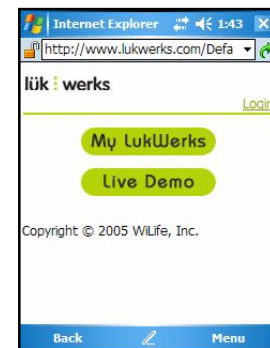 Internet Explorer 1:43
http://www.lukwerks.com/Defa
lük werks
Login
My LukWerks
Live Demo
Copyright © 2005 WiLife, Inc.
Back Menu